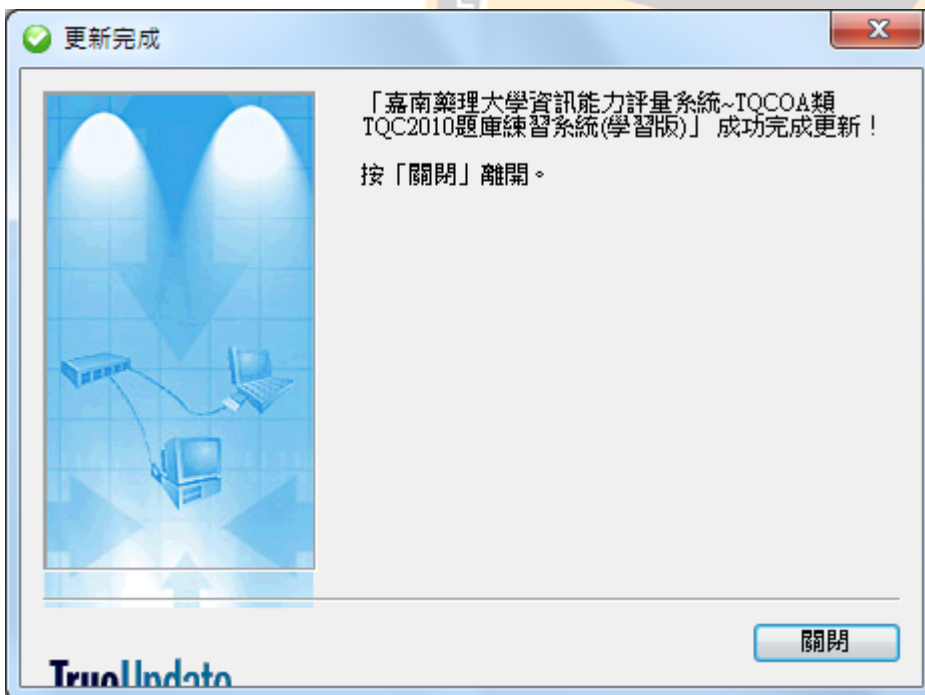 更新完成
「嘉南藥理大學資訊能力評量系統~TQCOA類
TQC2010題庫練習系統(學習版)」 成功完成更新！
按「關閉」離開。
關閉
TrueUpdate